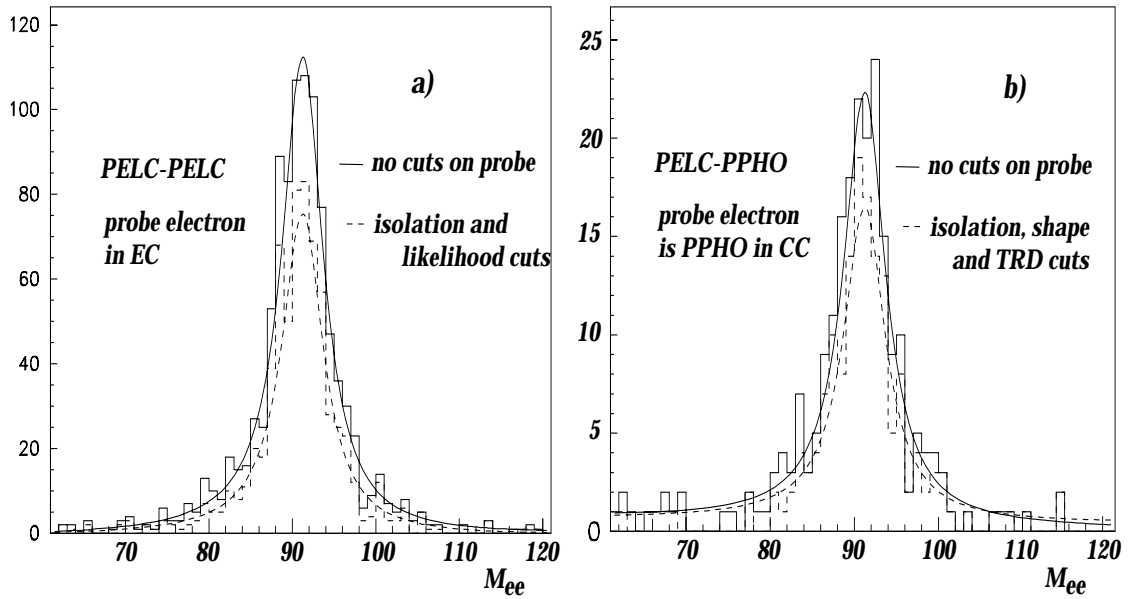 120
100
80
60
40
20
0
a)
PELC-PELC
no cuts on probe
probe electron
in EC
isolation and
likelihood cuts
70 80 90 100 110 120
M_ee
25
20
15
10
5
0
b)
PELC-PPHO
no cuts on probe
probe electron
is PPHO in CC
isolation, shape
and TRD cuts
70 80 90 100 110 120
M_ee